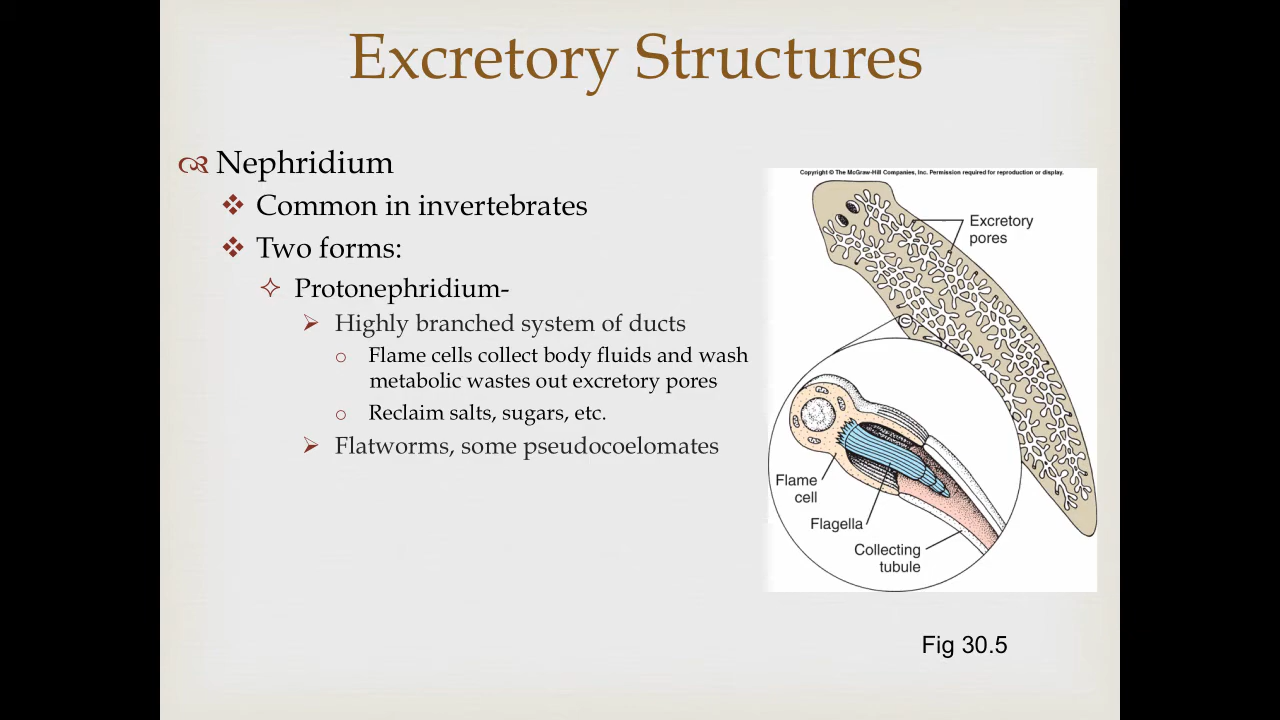 Excretory Structures
Nephridium
Common in invertebrates
Two forms:
Protonephridium-
Highly branched system of ducts
Flame cells collect body fluids and wash
metabolic wastes out excretory pores
Reclaim salts, sugars, etc.
Flatworms, some pseudocoelomates
Copyright © The McGraw-Hill Companies, Inc. Permission required for reproduction or display.
Excretory
pores
Flame
cell
Flagella
Collecting
tubule
Fig 30.5